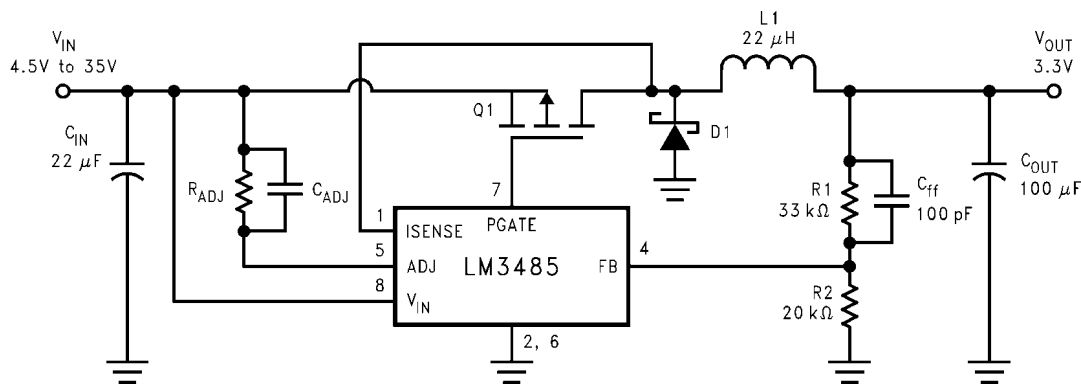 V_IN
4.5V to 35V
L1
22 μH
V_OUT
3.3V
Q1
D1
C_IN
22 μF
R_ADJ
C_ADJ
7
1
ISENSE
PGATE
5
ADJ
LM3485
FB
4
8
V_IN
2, 6
R1
33 kΩ
C_ff
100 pF
C_OUT
100 μF
R2
20 kΩ